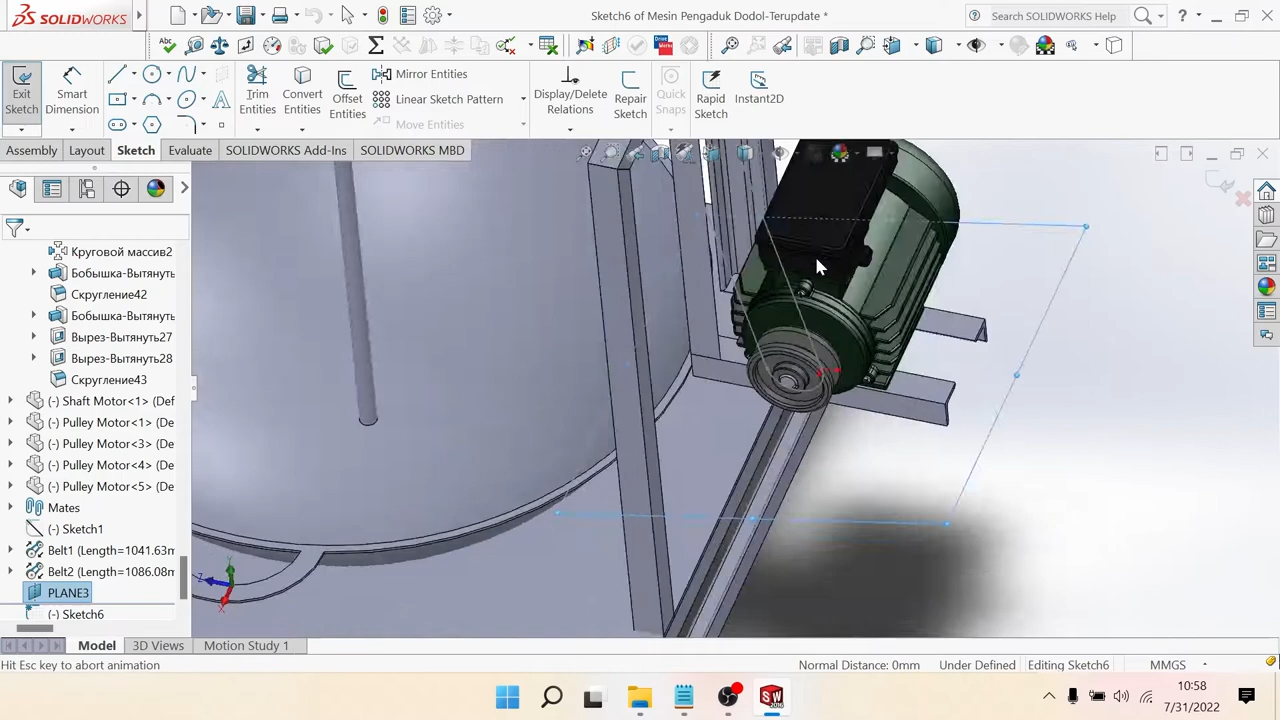 SOLIDWORKS
Sketch6 of Mesin Pengaduk Dodol-Terupdate *
Search SOLIDWORKS Help
Exit Sketch
Smart Dimension
Trim Entities
Convert Entities
Offset Entities
Mirror Entities
Linear Sketch Pattern
Move Entities
Display/Delete Relations
Repair Sketch
Quick Snaps
Rapid Sketch
Instant2D
Assembly
Layout
Sketch
Evaluate
SOLIDWORKS Add-Ins
SOLIDWORKS MBD
Круговой массив2
Бобышка-Вытянуть
Скругление42
Бобышка-Вытянуть
Вырез-Вытянуть27
Вырез-Вытянуть28
Скругление43
(-) Shaft Motor<1> (Def
(-) Pulley Motor<1> (De
(-) Pulley Motor<3> (De
(-) Pulley Motor<4> (De
(-) Pulley Motor<5> (De
Mates
(-) Sketch1
Belt1 (Length=1041.63m
Belt2 (Length=1086.08m
PLANE3
(-) Sketch6
Y
Z
X
Model
3D Views
Motion Study 1
Hit Esc key to abort animation
Normal Distance: 0mm
Under Defined
Editing Sketch6
MMGS
SW
2016
10:58
7/31/2022